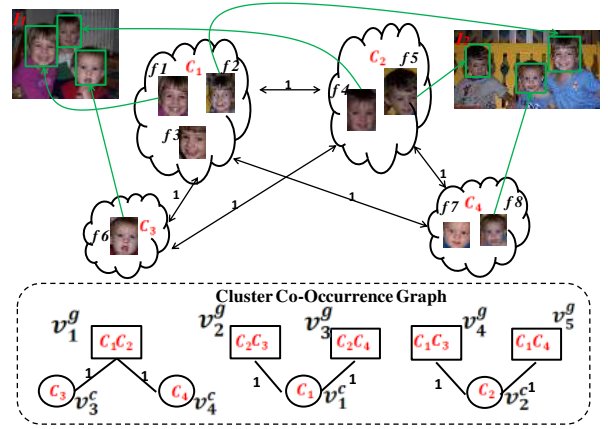 I₁
f1
C₁
f2
f3
1
C₂
f5
f4
I₂
1
1
1
1
f6
C₃
f7
C₄
f8
Cluster Co-Occurrence Graph
v₁ᵍ
C₁C₂
v₂ᵍ
C₂C₃
v₃ᵍ
C₂C₄
v₄ᵍ
C₁C₃
v₅ᵍ
C₁C₄
1
1
1
1
1
1
C₃
v₃ᶜ
C₄
v₄ᶜ
C₁
v₁ᶜ
C₂
v₂ᶜ